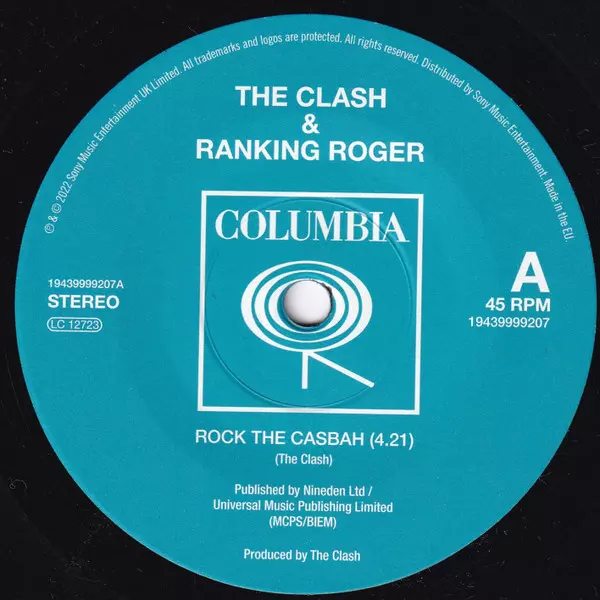 ℗ & © 2022 Sony Music Entertainment UK Limited. All trademarks and logos are protected. All rights reserved. Distributed by Sony Music Entertainment. Made in the EU.
THE CLASH
&
RANKING ROGER
COLUMBIA
19439999207A
STEREO
LC 12723
A
45 RPM
19439999207
ROCK THE CASBAH (4.21)
(The Clash)
Published by Nineden Ltd /
Universal Music Publishing Limited
(MCPS/BIEM)
Produced by The Clash